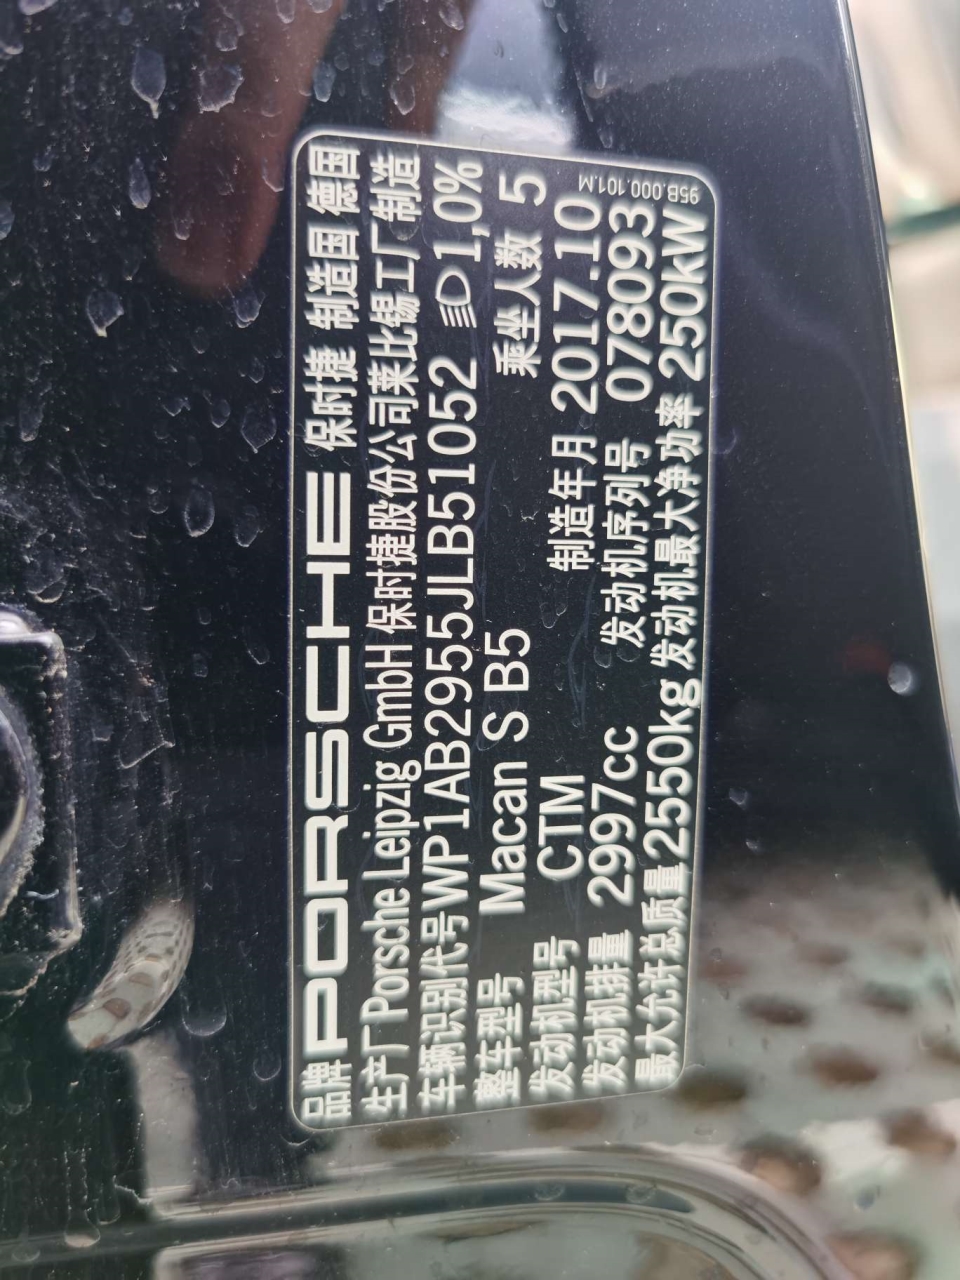 品牌 PORSCHE 保时捷 制造国 德国
生产厂 Porsche Leipzig GmbH 保时捷股份公司莱比锡工厂制造
车辆识别代号 WP1AB2955JLB51052 1,0%
整车型号 Macan S B5 乘坐人数 5
发动机型号 CTM 制造年月 2017.10
发动机排量 2997cc 发动机序列号 078093
最大允许总质量 2550kg 发动机最大净功率 250kW
95B.000.101.M